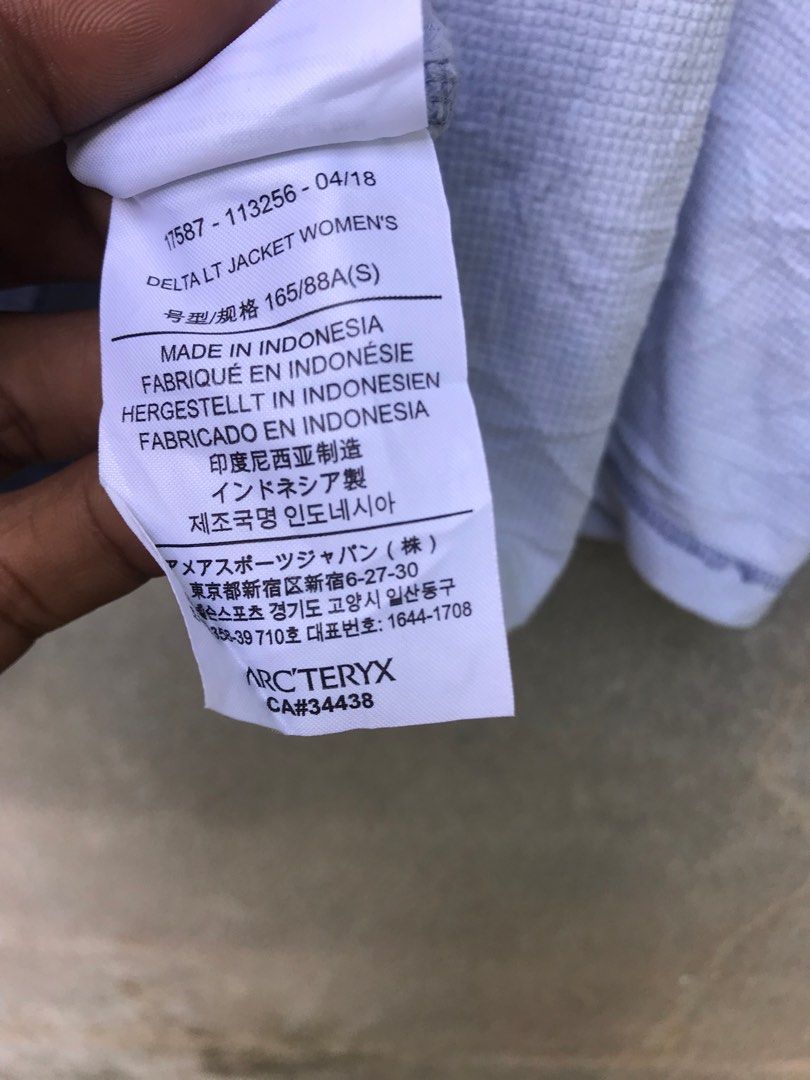 17587 - 113256 - 04/18
DELTA LT JACKET WOMEN'S
号型/规格 165/88A(S)
MADE IN INDONESIA
FABRIQUÉ EN INDONÉSIE
HERGESTELLT IN INDONESIEN
FABRICADO EN INDONESIA
印度尼西亚制造
インドネシア製
제조국명 인도네시아
アメアスポーツジャパン (株)
東京都新宿区新宿6-27-30
경기도 고양시 일산동구
710호 대표번호: 1644-1708
ARC'TERYX
CA#34438